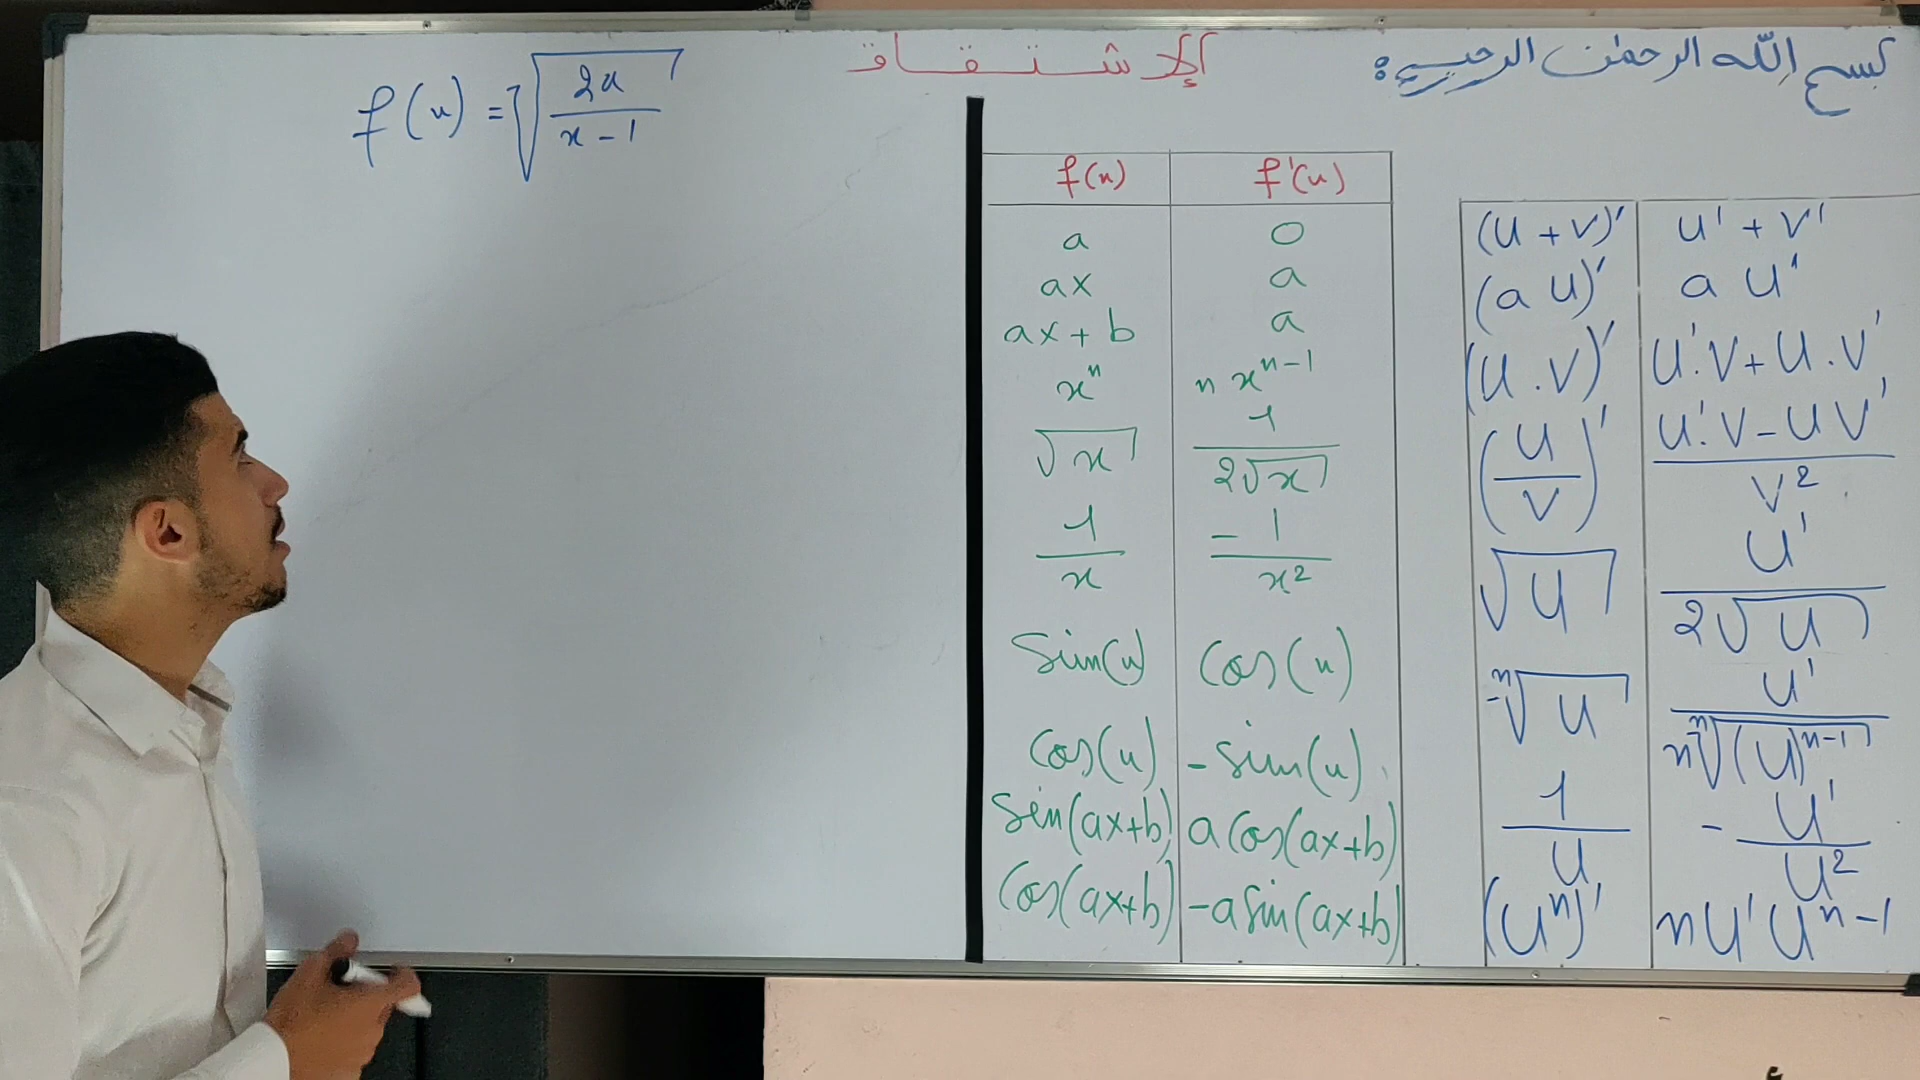 بسم الله الرحمن الرحيم:
الاشتقاق
f(x) = √(2x / x-1)
f(x) | f'(x)
a | 0
ax | a
ax + b | a
xⁿ | n xⁿ⁻¹
√x | 1 / 2√x
1 / x | -1 / x²
Sin(x) | Cos(x)
Cos(x) | -Sin(x)
Sin(ax+b) | a Cos(ax+b)
Cos(ax+b) | -a Sin(ax+b)
(U + V)' | U' + V'
(a U)' | a U'
(U . V)' | U'.V + U.V'
(U / V)' | U'.V - U V' / V²
√U | U' / 2√U
ⁿ√U | U' / n ⁿ√(U)ⁿ⁻¹
1 / U | - U' / U²
(Uⁿ)' | n U' Uⁿ⁻¹